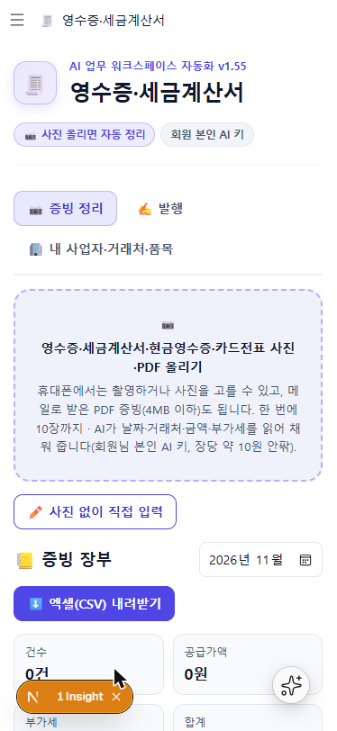 영수증·세금계산서
AI 업무 워크스페이스 자동화 v1.55
영수증·세금계산서
사진 올리면 자동 정리
회원 본인 AI 키
증빙 정리
발행
내 사업자·거래처·품목
영수증·세금계산서·현금영수증·카드전표 사진
·PDF 올리기
휴대폰에서는 촬영하거나 사진을 고를 수 있고, 메
일로 받은 PDF 증빙(4MB 이하)도 됩니다. 한 번에
10장까지 · AI가 날짜·거래처·금액·부가세를 읽어 채
워 줍니다(회원님 본인 AI 키, 장당 약 10원 안팎).
사진 없이 직접 입력
증빙 장부
2026년 11월
엑셀(CSV) 내려받기
건수
공급가액
0건
0원
N
1 Insight
부가세
합계